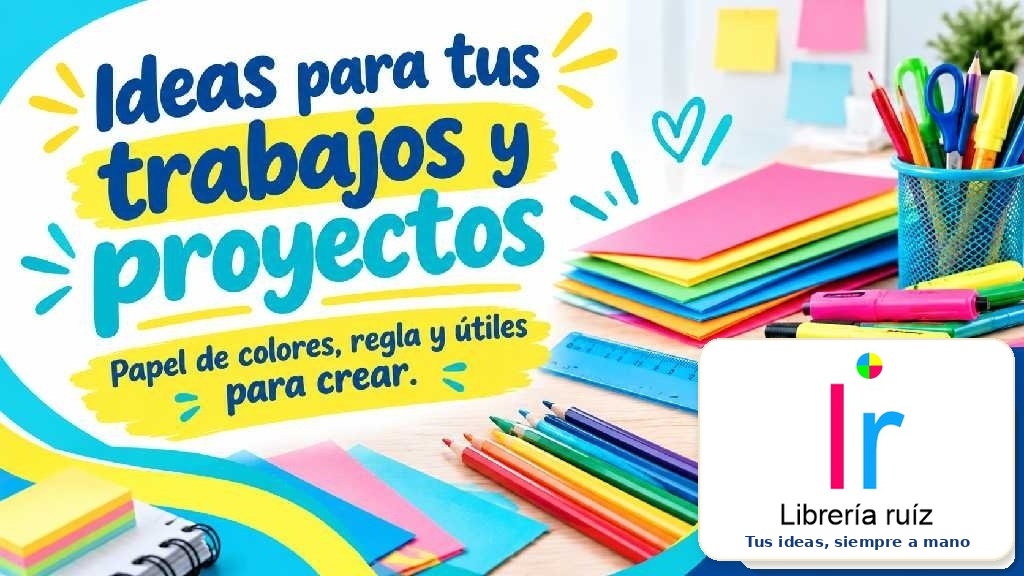 Ideas para tus
trabajos y
proyectos
Papel de colores, regla y útiles
para crear.
lr
Librería ruíz
Tus ideas, siempre a mano